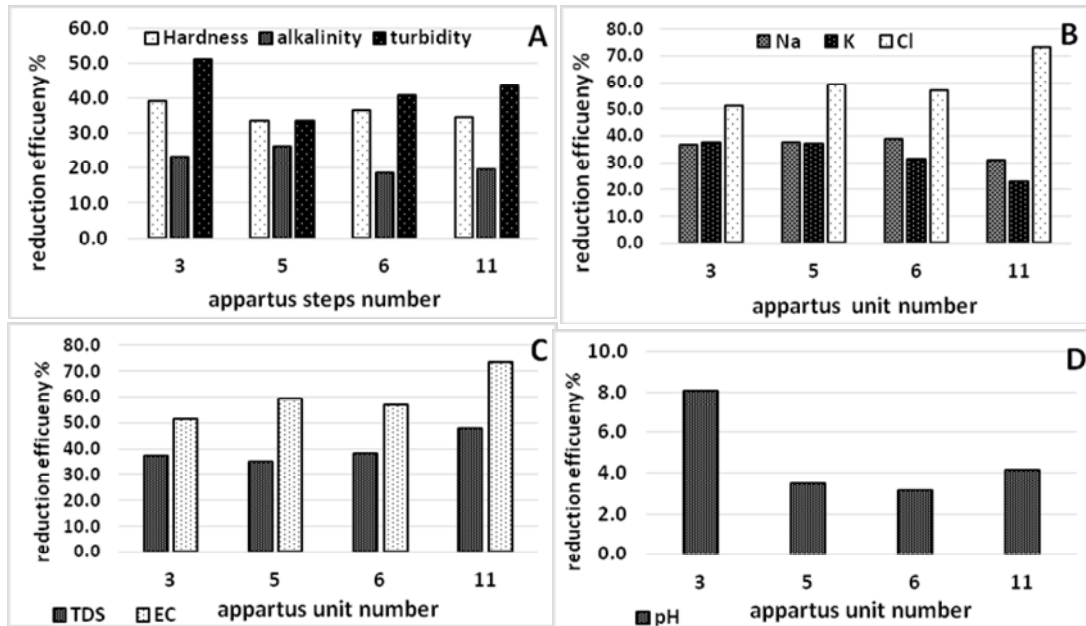 A
Hardness alkalinity turbidity
60.0
50.0
40.0
30.0
20.0
10.0
0.0
reduction efficueny %
3 5 6 11
appartus steps number
B
Na K Cl
80.0
70.0
60.0
50.0
40.0
30.0
20.0
10.0
0.0
reduction efficueny %
3 5 6 11
appartus unit number
C
80.0
70.0
60.0
50.0
40.0
30.0
20.0
10.0
0.0
reduction efficueny %
3 5 6 11
appartus unit number
TDS EC
D
10.0
8.0
6.0
4.0
2.0
0.0
reduction efficueny %
3 5 6 11
appartus unit number
pH